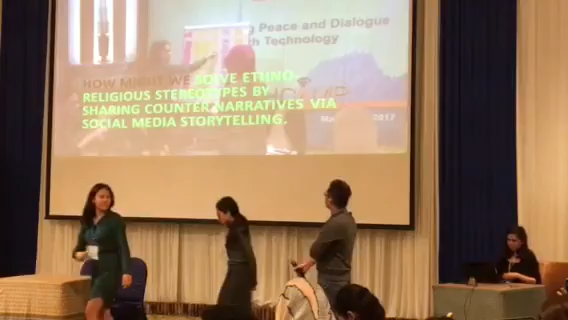 Peace and Dialogue
Technology
HOW MIGHT WE SOLVE ETHNO-
RELIGIOUS STEREOTYPES BY
SHARING COUNTER NARRATIVES VIA
SOCIAL MEDIA STORYTELLING.
2017